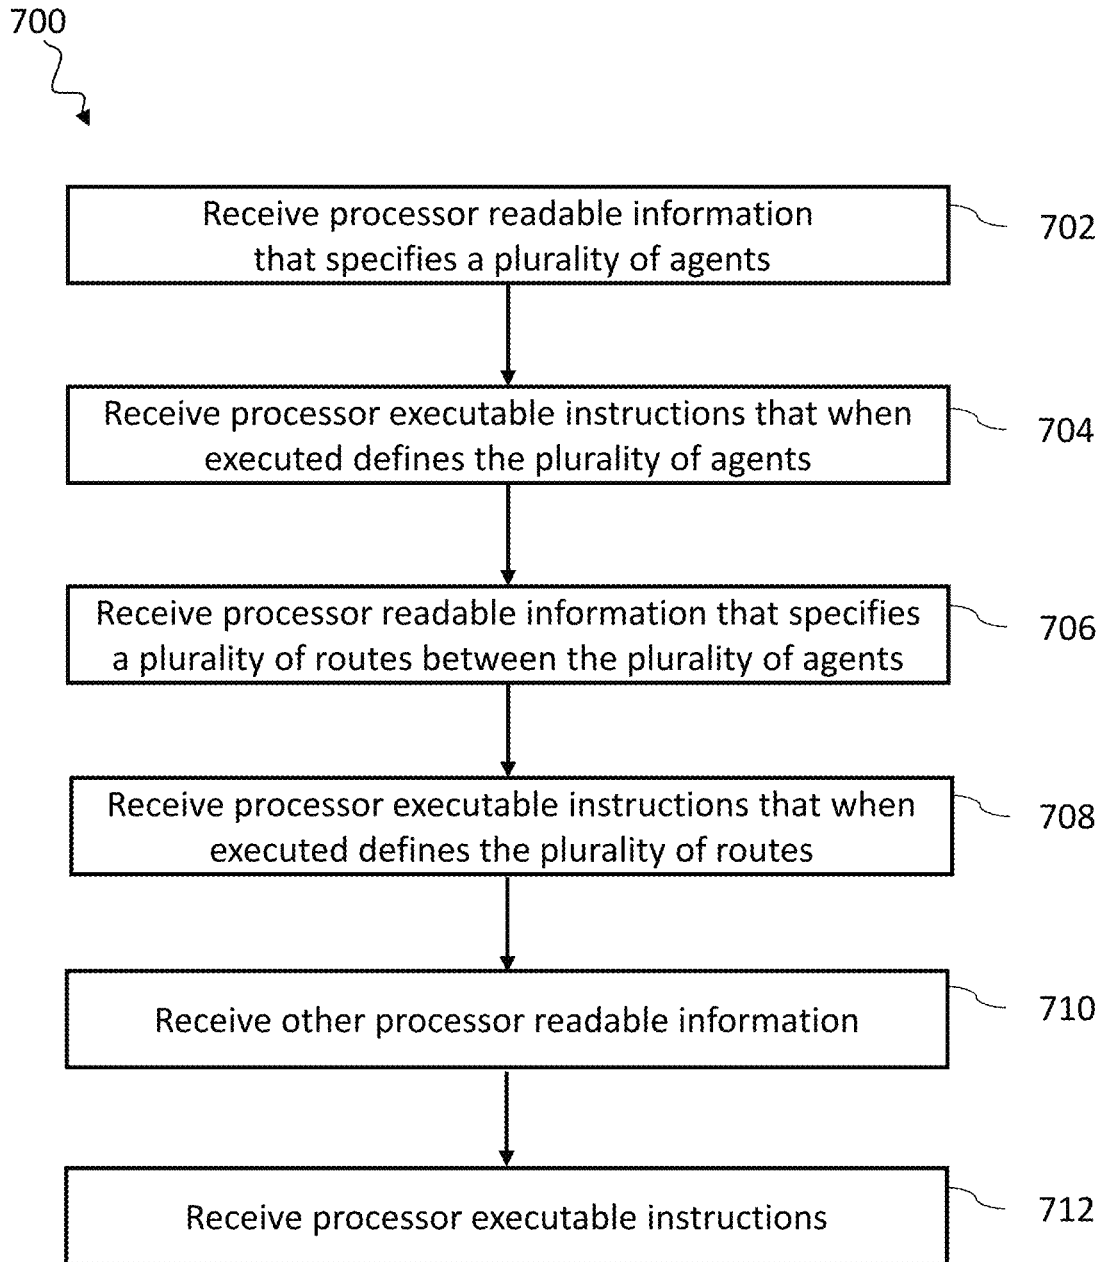 700
Receive processor readable information
that specifies a plurality of agents
702
Receive processor executable instructions that when
executed defines the plurality of agents
704
Receive processor readable information that specifies
a plurality of routes between the plurality of agents
706
Receive processor executable instructions that when
executed defines the plurality of routes
708
Receive other processor readable information
710
Receive processor executable instructions
712